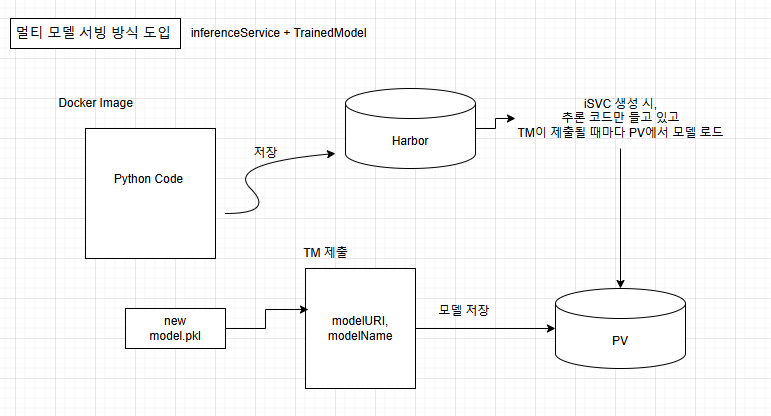 멀티 모델 서빙 방식 도입
inferenceService + TrainedModel
Docker Image
Python Code
저장
Harbor
iSVC 생성 시,
추론 코드만 들고 있고
TM이 제출될 때마다 PV에서 모델 로드
TM 제출
new
model.pkl
modelURI,
modelName
모델 저장
PV